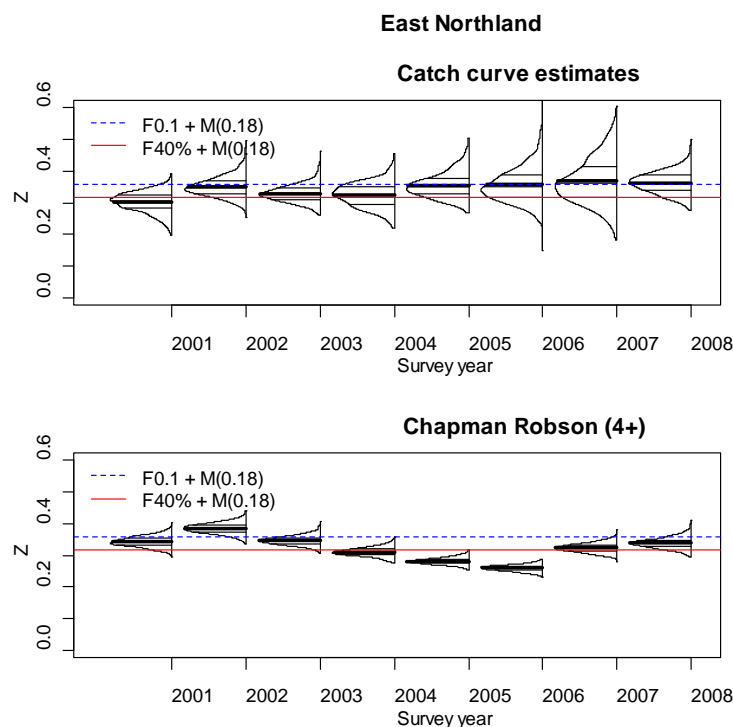 East Northland
Catch curve estimates
0.6
0.4
0.2
0.0
Z
F0.1 + M(0.18)
F40% + M(0.18)
2001 2002 2003 2004 2005 2006 2007 2008
Survey year
Chapman Robson (4+)
0.6
0.4
0.2
0.0
Z
F0.1 + M(0.18)
F40% + M(0.18)
2001 2002 2003 2004 2005 2006 2007 2008
Survey year